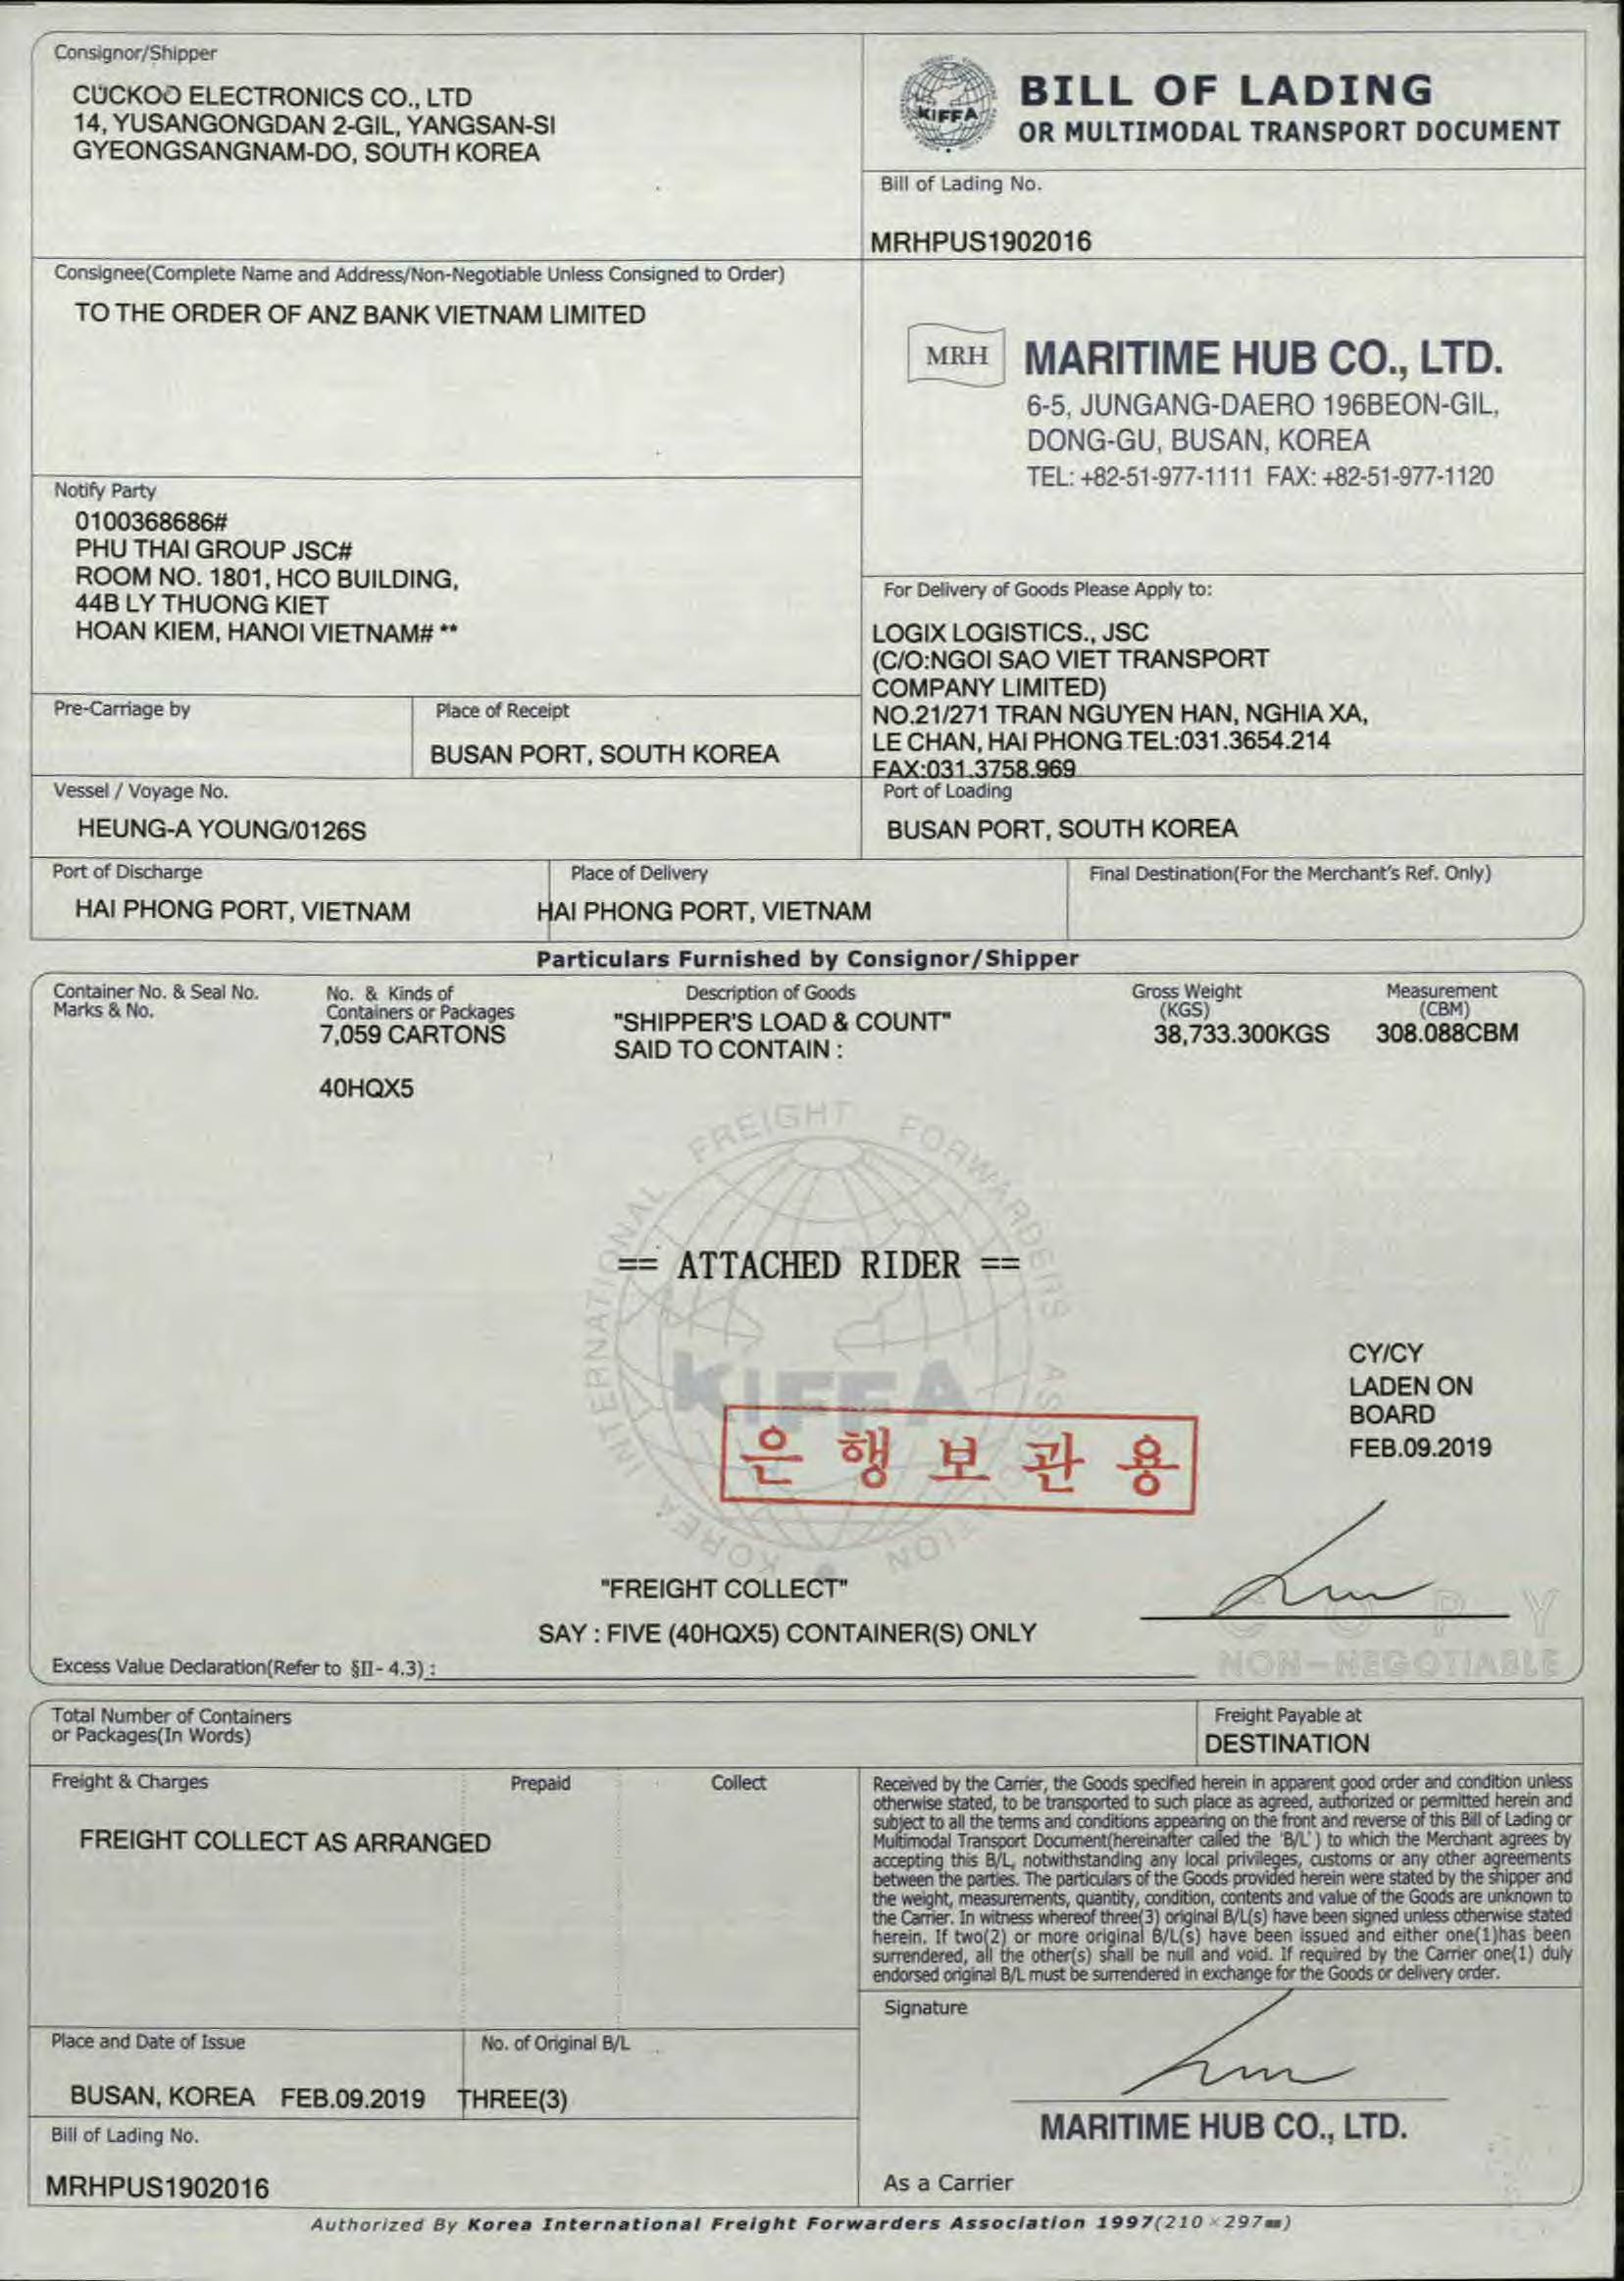 Consignor/Shipper
CUCKOO ELECTRONICS CO., LTD
14, YUSANGONGDAN 2-GIL, YANGSAN-SI
GYEONGSANGNAM-DO, SOUTH KOREA
KIFFA
BILL OF LADING
OR MULTIMODAL TRANSPORT DOCUMENT
Bill of Lading No.
MRHPUS1902016
Consignee(Complete Name and Address/Non-Negotiable Unless Consigned to Order)
TO THE ORDER OF ANZ BANK VIETNAM LIMITED
MRH
MARITIME HUB CO., LTD.
6-5, JUNGANG-DAERO 196BEON-GIL,
DONG-GU, BUSAN, KOREA
TEL: +82-51-977-1111 FAX: +82-51-977-1120
Notify Party
0100368686#
PHU THAI GROUP JSC#
ROOM NO. 1801, HCO BUILDING,
44B LY THUONG KIET
HOAN KIEM, HANOI VIETNAM# **
For Delivery of Goods Please Apply to:
LOGIX LOGISTICS., JSC
(C/O:NGOI SAO VIET TRANSPORT
COMPANY LIMITED)
NO.21/271 TRAN NGUYEN HAN, NGHIA XA,
LE CHAN, HAI PHONG TEL:031.3654.214
FAX:031.3758.969
Pre-Carriage by
Place of Receipt
BUSAN PORT, SOUTH KOREA
Vessel / Voyage No.
HEUNG-A YOUNG/0126S
Port of Loading
BUSAN PORT, SOUTH KOREA
Port of Discharge
HAI PHONG PORT, VIETNAM
Place of Delivery
HAI PHONG PORT, VIETNAM
Final Destination(For the Merchant's Ref. Only)
Particulars Furnished by Consignor/Shipper
Container No. & Seal No.
Marks & No.
No. & Kinds of
Containers or Packages
Description of Goods
Gross Weight
(KGS)
Measurement
(CBM)
7,059 CARTONS
"SHIPPER'S LOAD & COUNT"
SAID TO CONTAIN :
38,733.300KGS
308.088CBM
40HQX5
KOREA INTERNATIONAL FREIGHT FORWARDERS ASSOCIATION
== ATTACHED RIDER ==
KIFFA
은행보관용
CY/CY
LADEN ON
BOARD
FEB.09.2019
"FREIGHT COLLECT"
SAY : FIVE (40HQX5) CONTAINER(S) ONLY
COPY
NON-NEGOTIABLE
Excess Value Declaration(Refer to §II- 4.3) :
Total Number of Containers
or Packages(In Words)
Freight Payable at
DESTINATION
Freight & Charges
Prepaid
Collect
FREIGHT COLLECT AS ARRANGED
Received by the Carrier, the Goods specified herein in apparent good order and condition unless
otherwise stated, to be transported to such place as agreed, authorized or permitted herein and
subject to all the terms and conditions appearing on the front and reverse of this Bill of Lading or
Multimodal Transport Document(hereinafter called the 'B/L' ) to which the Merchant agrees by
accepting this B/L, notwithstanding any local privileges, customs or any other agreements
between the parties. The particulars of the Goods provided herein were stated by the shipper and
the weight, measurements, quantity, condition, contents and value of the Goods are unknown to
the Carrier. In witness whereof three(3) original B/L(s) have been signed unless otherwise stated
herein. If two(2) or more original B/L(s) have been issued and either one(1)has been
surrendered, all the other(s) shall be null and void. If required by the Carrier one(1) duly
endorsed original B/L must be surrendered in exchange for the Goods or delivery order.
Place and Date of Issue
BUSAN, KOREA FEB.09.2019
No. of Original B/L
THREE(3)
Signature
MARITIME HUB CO., LTD.
As a Carrier
Bill of Lading No.
MRHPUS1902016
Authorized By Korea International Freight Forwarders Association 1997(210×297㎜)